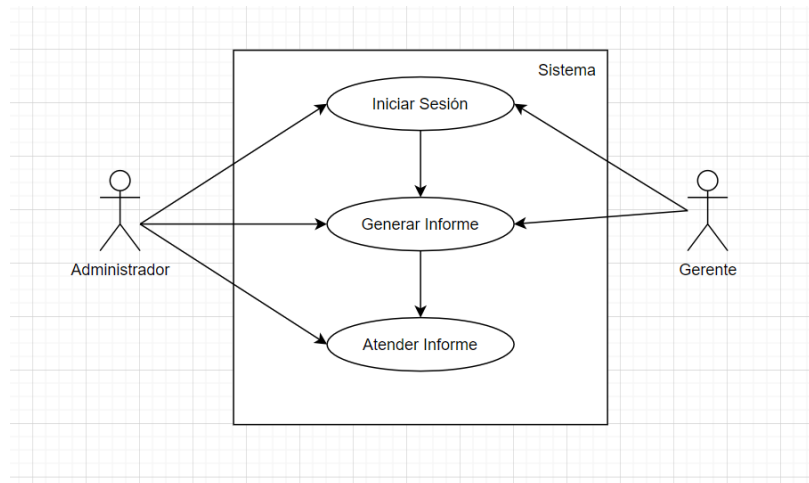 Sistema
Iniciar Sesión
Generar Informe
Administrador
Gerente
Atender Informe